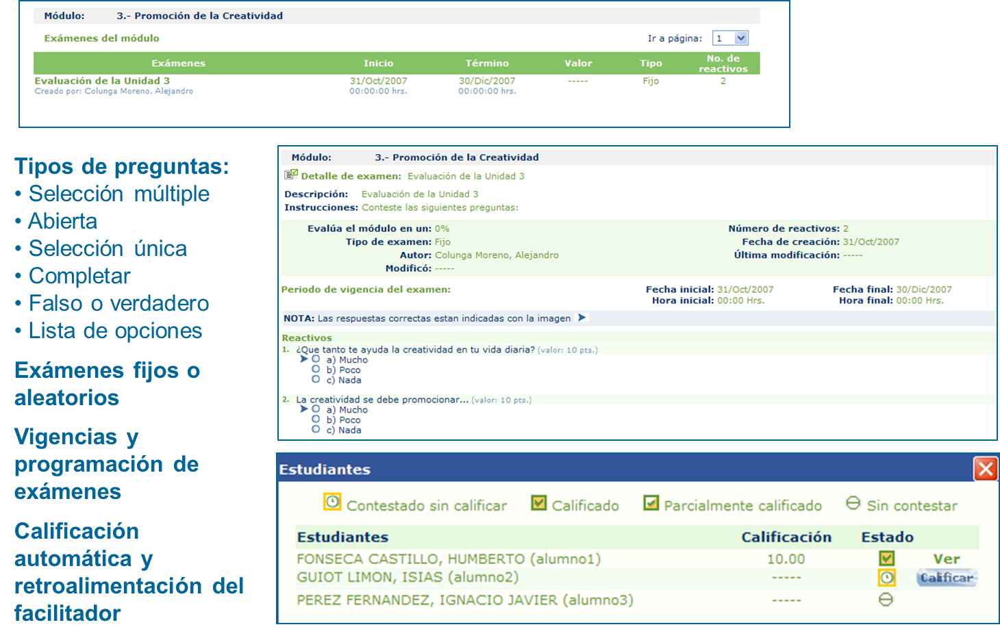 Módulo: 3.- Promoción de la Creatividad
Exámenes del módulo Ir a página: 1
Exámenes Inicio Término Valor Tipo No. de reactivos
Evaluación de la Unidad 3 31/Oct/2007 30/Dic/2007 ----- Fijo 2
Creado por: Colunga Moreno, Alejandro 00:00:00 hrs. 00:00:00 hrs.
Tipos de preguntas:
• Selección múltiple
• Abierta
• Selección única
• Completar
• Falso o verdadero
• Lista de opciones
Exámenes fijos o
aleatorios
Vigencias y
programación de
exámenes
Calificación
automática y
retroalimentación del
facilitador
Módulo: 3.- Promoción de la Creatividad
Detalle de examen: Evaluación de la Unidad 3
Descripción: Evaluación de la Unidad 3
Instrucciones: Conteste las siguientes preguntas:
Evalúa el módulo en un: 0% Número de reactivos: 2
Tipo de examen: Fijo Fecha de creación: 31/Oct/2007
Autor: Colunga Moreno, Alejandro Última modificación: -----
Modificó: -----
Periodo de vigencia del examen: Fecha inicial: 31/Oct/2007 Fecha final: 30/Dic/2007
Hora inicial: 00:00 Hrs. Hora final: 00:00 Hrs.
NOTA: Las respuestas correctas estan indicadas con la imagen
Reactivos
1. ¿Que tanto te ayuda la creatividad en tu vida diaria? (valor: 10 pts.)
a) Mucho
b) Poco
c) Nada
2. La creatividad se debe promocionar... (valor: 10 pts.)
a) Mucho
b) Poco
c) Nada
Estudiantes
Contestado sin calificar Calificado Parcialmente calificado Sin contestar
Estudiantes Calificación Estado
FONSECA CASTILLO, HUMBERTO (alumno1) 10.00 Ver
GUIOT LIMON, ISIAS (alumno2) ----- Calificar
PEREZ FERNANDEZ, IGNACIO JAVIER (alumno3) -----